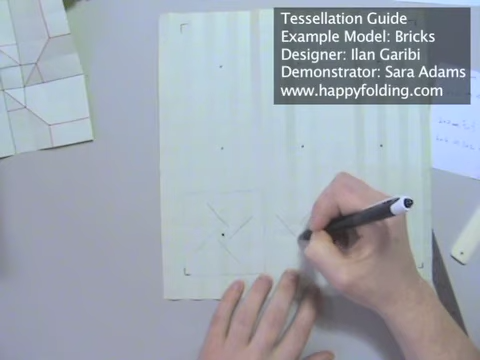 Tessellation Guide
Example Model: Bricks
Designer: Ilan Garibi
Demonstrator: Sara Adams
www.happyfolding.com